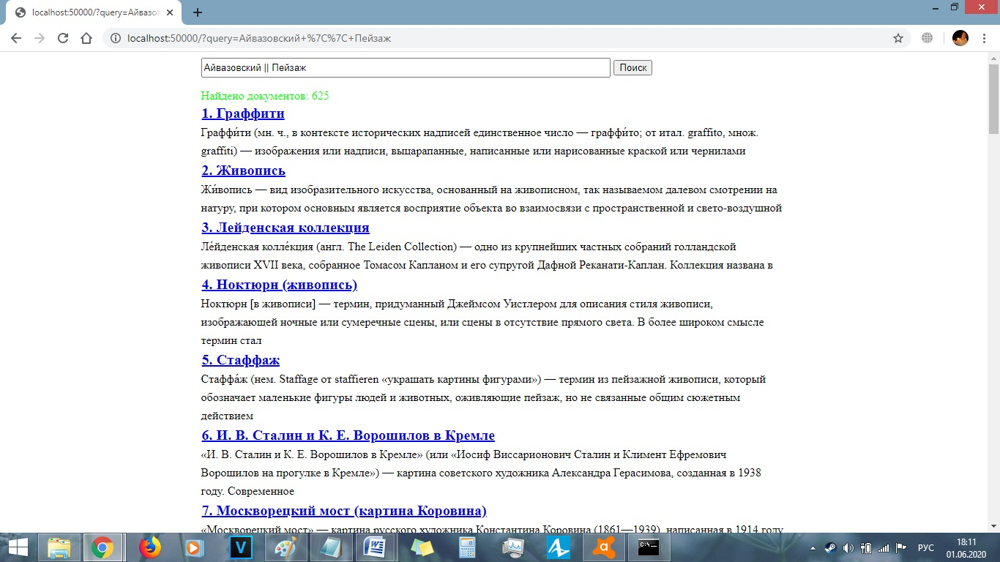 localhost:50000/?query=Айвазов
localhost:50000/?query=Айвазовский+%7C%7C+Пейзаж
Айвазовский || Пейзаж Поиск
Найдено документов: 625
1. Граффити
Графи́ти (мн. ч., в контексте исторических надписей единственное число — граффи́то; от итал. graffito, множ.
graffiti) — изображения или надписи, выцарапанные, написанные или нарисованные краской или чернилами
2. Живопись
Жи́вопись — вид изобразительного искусства, основанный на живописном, так называемом далевом смотрении на
натуру, при котором основным является восприятие объекта во взаимосвязи с пространственной и свето-воздушной
3. Лейденская коллекция
Ле́йденская колле́кция (англ. The Leiden Collection) — одно из крупнейших частных собраний голландской
живописи XVII века, собранное Томасом Капланом и его супругой Дафной Реканати-Каплан. Коллекция названа в
4. Ноктюрн (живопись)
Ноктюрн [в живописи] — термин, придуманный Джеймсом Уистлером для описания стиля живописи,
изображающей ночные или сумеречные сцены, или сцены в отсутствие прямого света. В более широком смысле
термин стал
5. Стаффаж
Стаффа́ж (нем. Staffage от staffieren «украшать картины фигурами») — термин из пейзажной живописи, который
обозначает маленькие фигуры людей и животных, оживляющие пейзаж, но не связанные общим сюжетным
действием
6. И. В. Сталин и К. Е. Ворошилов в Кремле
«И. В. Сталин и К. Е. Ворошилов в Кремле» (или «Иосиф Виссарионович Сталин и Климент Ефремович
Ворошилов на прогулке в Кремле») — картина советского художника Александра Герасимова, созданная в 1938
году. Современное
7. Москворецкий мост (картина Коровина)
«Москворецкий мост» — картина русского художника Константина Коровина (1861—1939), написанная в 1914 году
РУС
18:11
01.06.2020